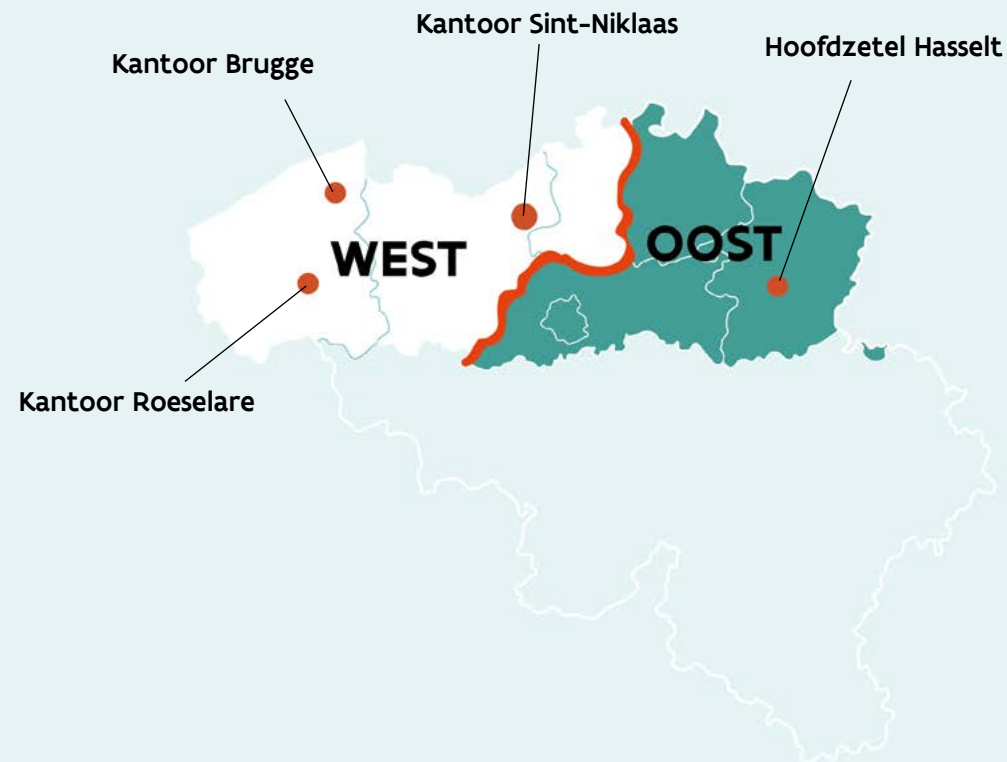 Kantoor Sint-Niklaas
Hoofdzetel Hasselt
Kantoor Brugge
OOST
WEST
Kantoor Roeselare